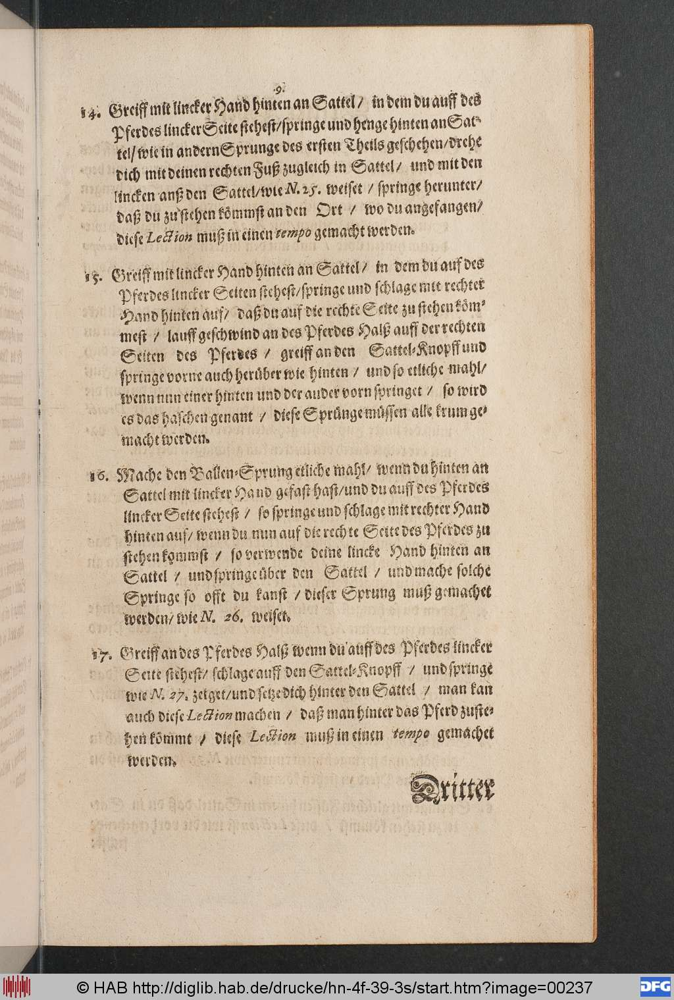 .9.
14. Greiff mit lincker Hand hinten an Sattel / in dem du auff des
Pferdes lincker Seite stehest/springe und henge hinten an Sat-
tel/ wie in andern Sprunge des ersten Theils geschehen/drehe
dich mit deinen rechten Fuß zugleich in Sattel/ und mit den
lincken anß den Sattel/wie N. 25. weiset / springe herunter/
daß du zu stehen kömmst an den Ort / wo du angefangen/
diese Lection muß in einen tempo gemacht werden.
15. Greiff mit lincker Hand hinten an Sattel/ in dem du auf des
Pferdes lincker Seiten stehest/springe und schlage mit rechter
Hand hinten auf/ daß du auf die rechte Seite zu stehen köm-
mest / lauff geschwind an des Pferdes Halß auff der rechten
Seiten des Pferdes / greiff an den Sattel-Knopff und
springe vorne auch herüber wie hinten / und so etliche mahl/
wenn nun einer hinten und der ander vorn springet / so wird
es das haschen genant / diese Sprünge müssen alle krum ge-
macht werden.
16. Mache den Ballen-Sprung etliche mahl/ wenn du hinten an
Sattel mit lincker Hand gefast hast/und du auff des Pferdes
lincker Seite stehest / so springe und schlage mit rechter Hand
hinten auf/ wenn du nun auf die rechte Seite des Pferdes zu
stehen kommst / so verwende deine lincke Hand hinten an
Sattel / und springe über den Sattel / und mache solche
Springe so offt du kanst / dieser Sprung muß gemachet
werden/ wie N. 26. weiset.
17. Greiff an des Pferdes Halß wenn du auff des Pferdes lincker
Seite stehest/ schlage auff den Sattel-Knopff / und springe
wie N. 27. zeiget/und setze dich hinter den Sattel / man kan
auch diese Lection machen / daß man hinter das Pferd zuste-
hen kömmt / diese Lection muß in einen tempo gemachet
werden.
Dritter
© HAB http://diglib.hab.de/drucke/hn-4f-39-3s/start.htm?image=00237
DFG